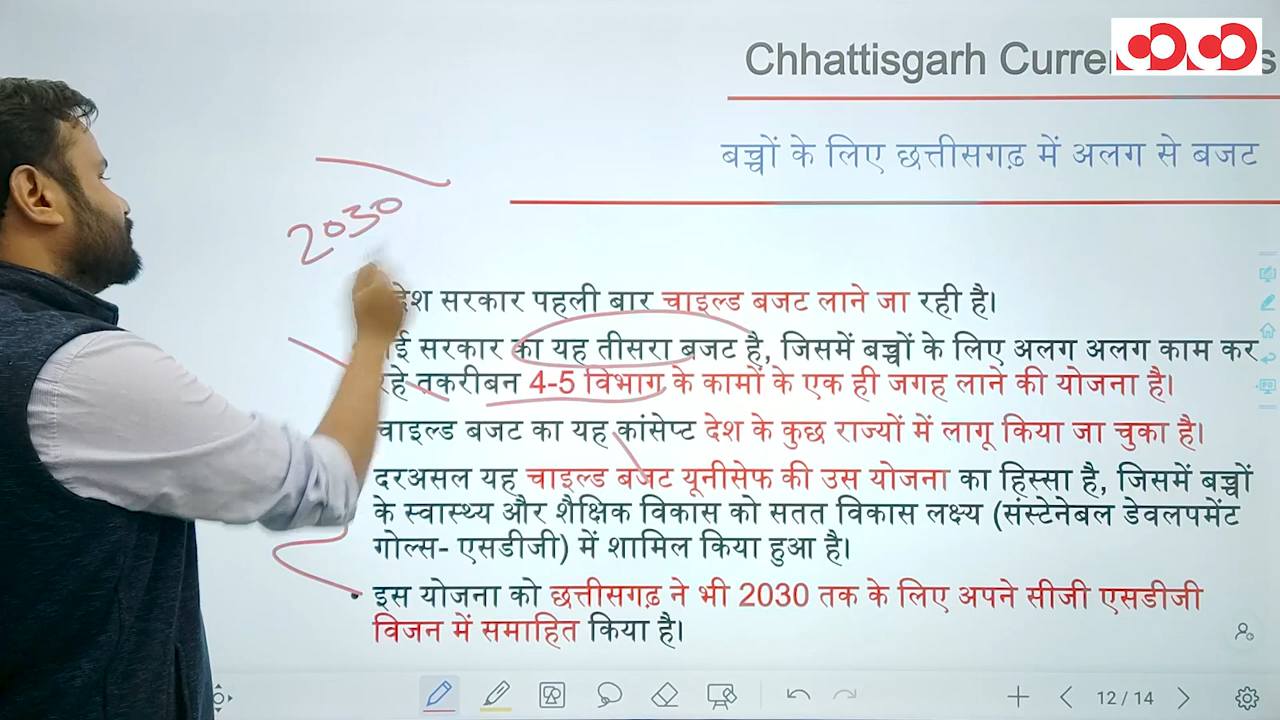 Chhattisgarh Curre
बच्चों के लिए छत्तीसगढ़ में अलग से बजट
2030
सरकार पहली बार चाइल्ड बजट लाने जा रही है।
सरकार का यह तीसरा बजट है, जिसमें बच्चों के लिए अलग अलग काम कर
रहे तकरीबन 4-5 विभाग के कामों के एक ही जगह लाने की योजना है।
चाइल्ड बजट का यह कांसेप्ट देश के कुछ राज्यों में लागू किया जा चुका है।
दरअसल यह चाइल्ड बजट यूनीसेफ की उस योजना का हिस्सा है, जिसमें बच्चों
के स्वास्थ्य और शैक्षिक विकास को सतत विकास लक्ष्य (संस्टेनेबल डेवलपमेंट
गोल्स- एसडीजी) में शामिल किया हुआ है।
• इस योजना को छत्तीसगढ़ ने भी 2030 तक के लिए अपने सीजी एसडीजी
विजन में समाहित किया है।
12 / 14